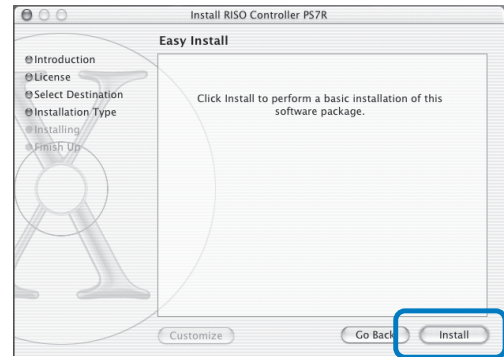 Install RISO Controller PS7R
Easy Install
Introduction
License
Select Destination
Installation Type
Installing
Finish Up
Click Install to perform a basic installation of this
software package.
Customize
Go Back
Install